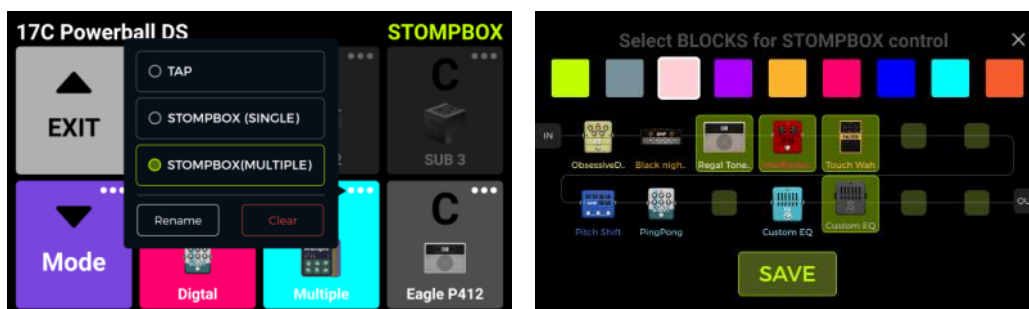 17C Powerball DS
STOMPBOX
TAP
STOMPBOX (SINGLE)
STOMPBOX(MULTIPLE)
Rename
Clear
EXIT
C
SUB 3
Mode
Digtal
Multiple
C
Eagle P412
Select BLOCKS for STOMPBOX control
IN
ObsessiveD..
Black nigh..
Regal Tone..
Touch Wah
Pitch Shift
PingPong
Custom EQ
Custom EQ
OU
SAVE